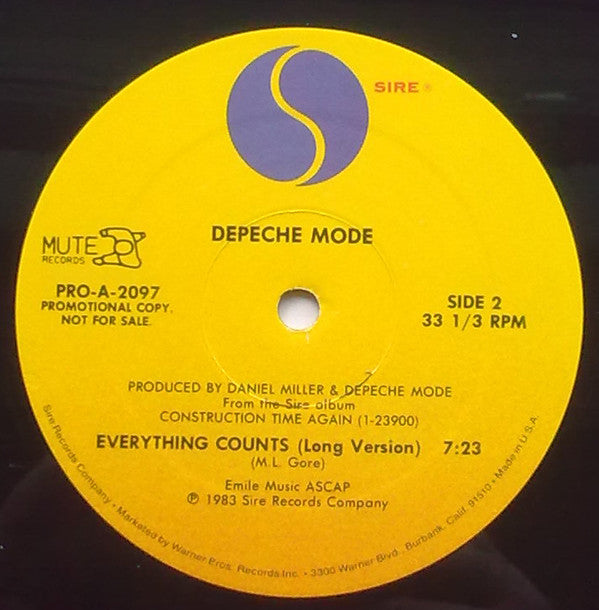 SIRE ®
DEPECHE MODE
MUTE
RECORDS
PRO-A-2097
PROMOTIONAL COPY.
NOT FOR SALE.
SIDE 2
33 1/3 RPM
PRODUCED BY DANIEL MILLER & DEPECHE MODE
From the Sire album
CONSTRUCTION TIME AGAIN (1-23900)
EVERYTHING COUNTS (Long Version) 7:23
(M.L. Gore)
Emile Music ASCAP
℗ 1983 Sire Records Company
Sire Records Company • Marketed by Warner Bros. Records Inc. • 3300 Warner Blvd., Burbank, Calif. 91510 • Made in U.S.A.